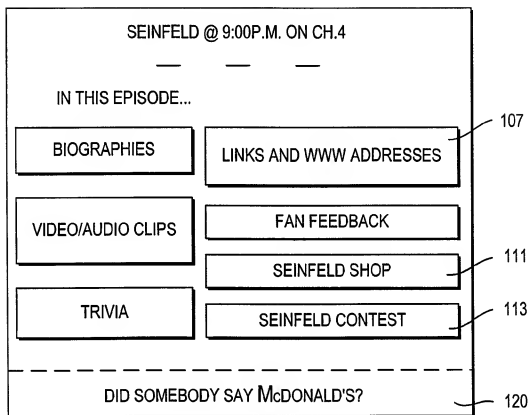 SEINFELD @ 9:00P.M. ON CH.4
IN THIS EPISODE...
BIOGRAPHIES
LINKS AND WWW ADDRESSES
107
VIDEO/AUDIO CLIPS
FAN FEEDBACK
SEINFELD SHOP
111
TRIVIA
SEINFELD CONTEST
113
DID SOMEBODY SAY McDONALD'S?
120